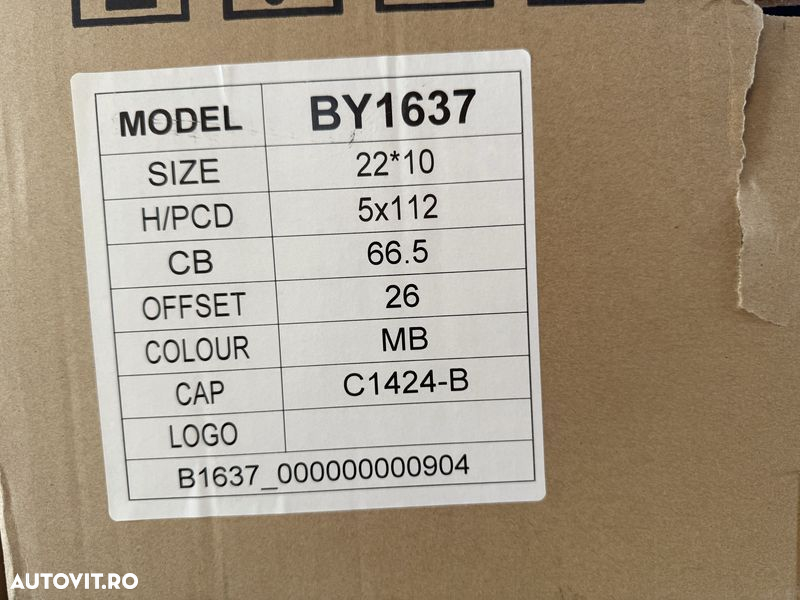 MODEL BY1637
SIZE 22*10
H/PCD 5x112
CB 66.5
OFFSET 26
COLOUR MB
CAP C1424-B
LOGO
B1637_000000000904
AUTOVIT.RO